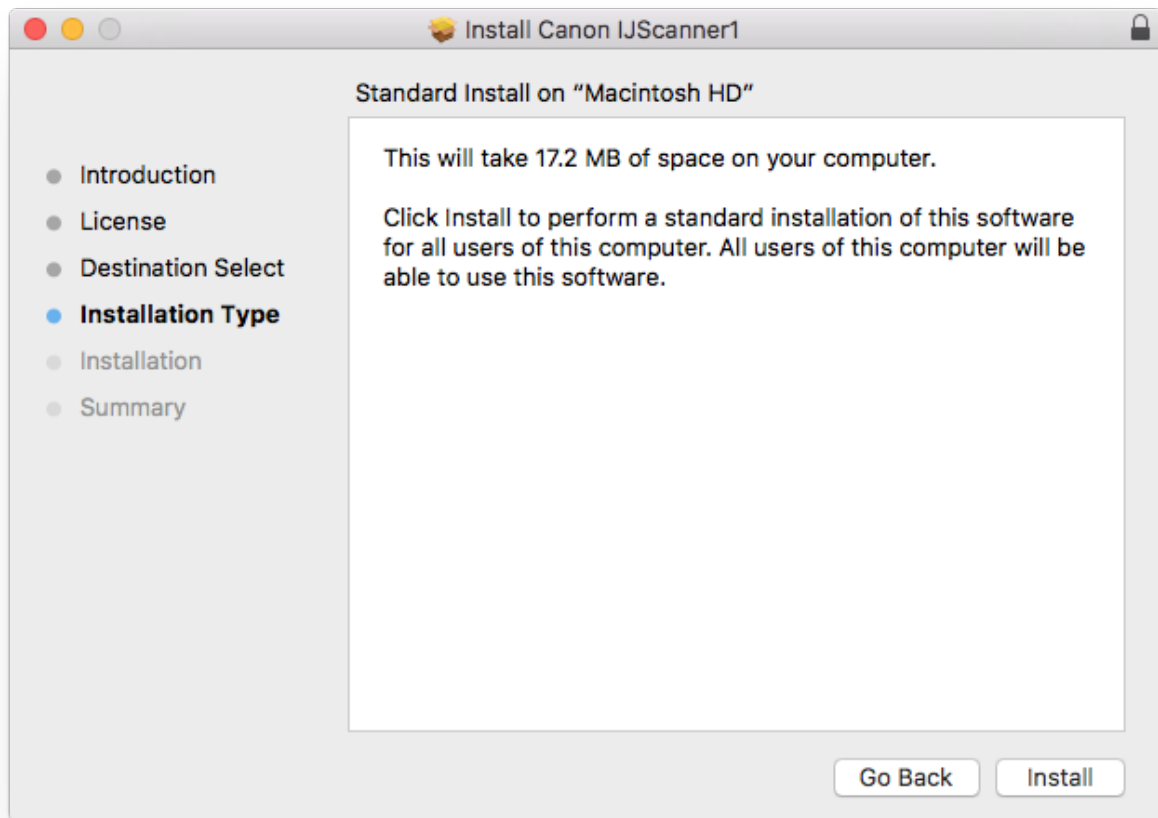 Install Canon IJScanner1
Standard Install on “Macintosh HD”
Introduction
License
Destination Select
Installation Type
Installation
Summary
This will take 17.2 MB of space on your computer.
Click Install to perform a standard installation of this software
for all users of this computer. All users of this computer will be
able to use this software.
Go Back
Install